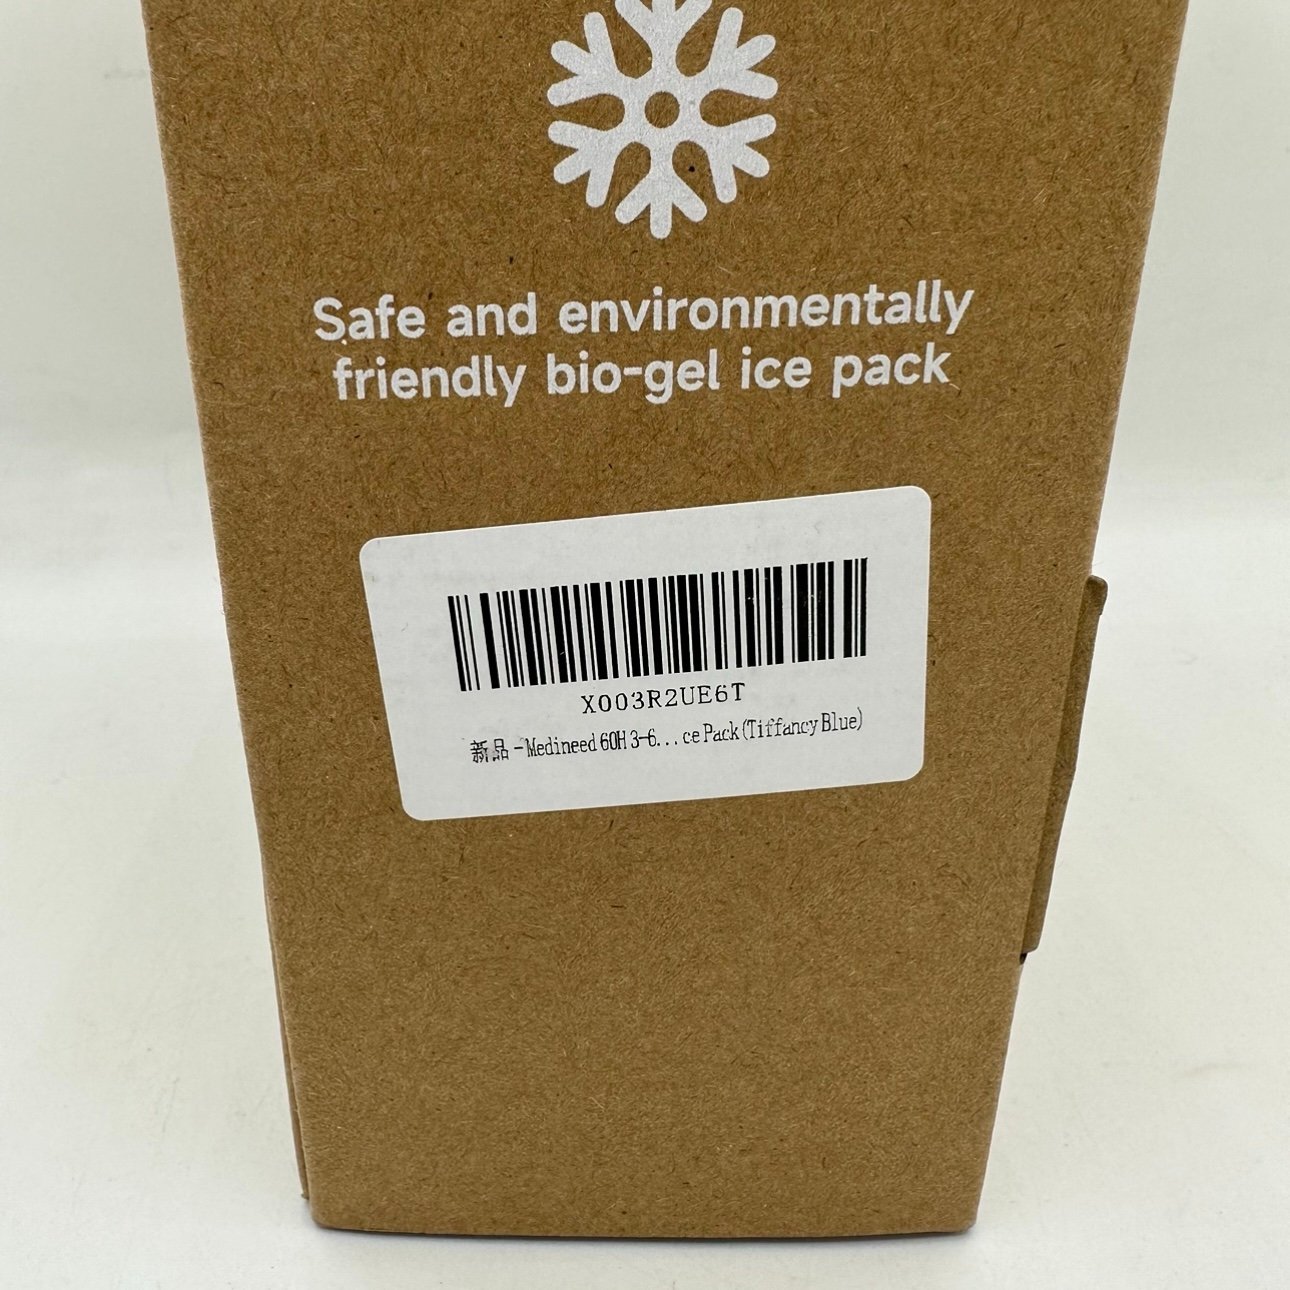 Safe and environmentally
friendly bio-gel ice pack
X003R2UE6T
新品 -Medineed 60H 3-6... ce Pack (Tiffancy Blue)